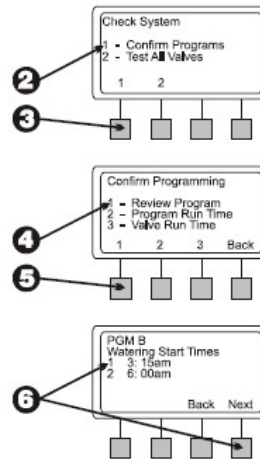 Check System
1 - Confirm Programs
2 - Test All Valves
1 2
2
3
Confirm Programming
1 - Review Program
2 - Program Run Time
3 - Valve Run Time
1 2 3 Back
4
5
PGM B
Watering Start Times
1 3: 15am
2 6: 00am
Back Next
6